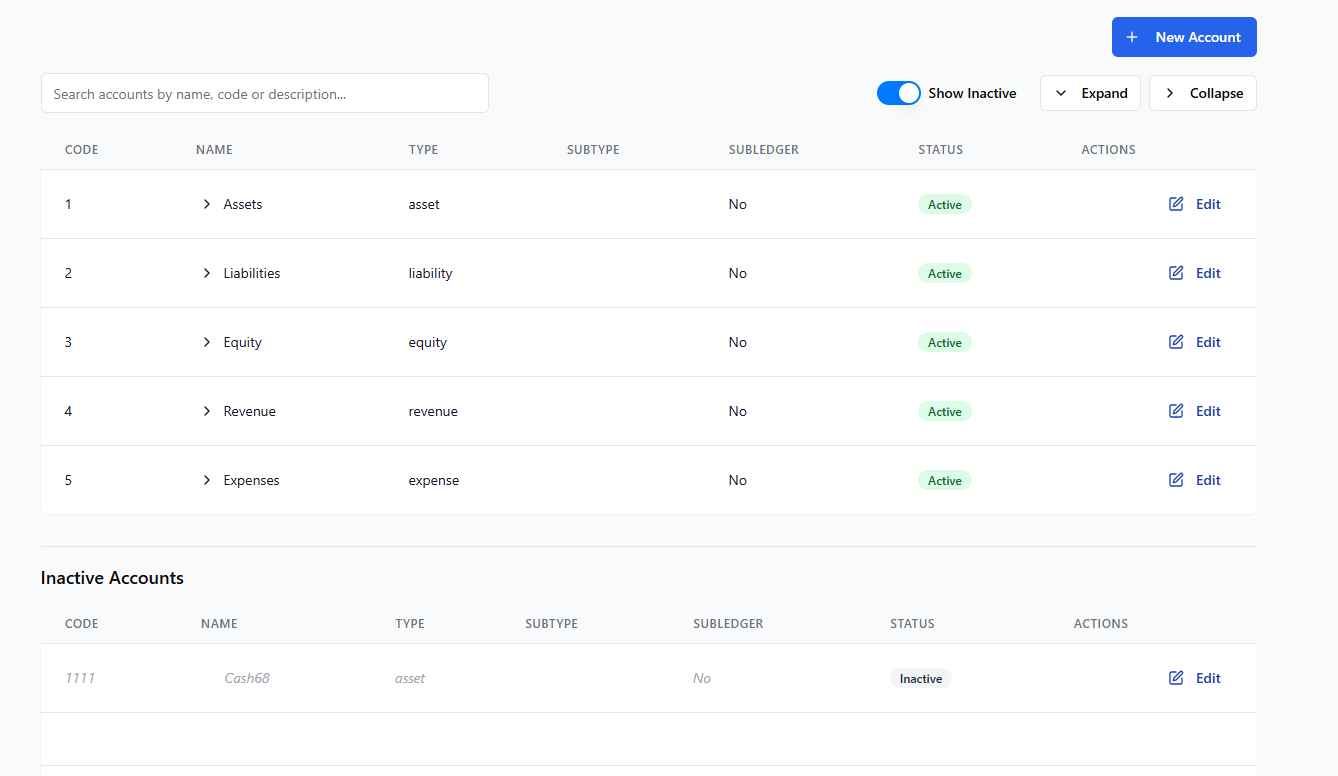 New Account
Search accounts by name, code or description...
Show Inactive Expand Collapse
CODE NAME TYPE SUBTYPE SUBLEDGER STATUS ACTIONS
1 Assets asset No Active Edit
2 Liabilities liability No Active Edit
3 Equity equity No Active Edit
4 Revenue revenue No Active Edit
5 Expenses expense No Active Edit
Inactive Accounts
CODE NAME TYPE SUBTYPE SUBLEDGER STATUS ACTIONS
1111 Cash68 asset No Inactive Edit